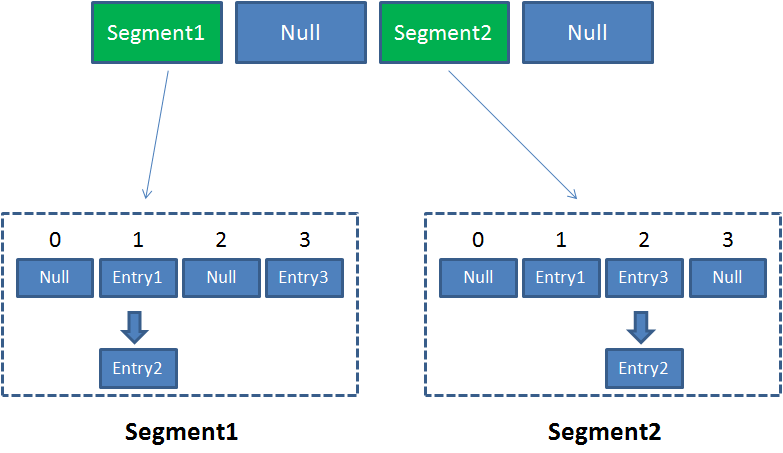 Segment1 Null Segment2 Null
0 1 2 3
Null Entry1 Null Entry3
Entry2
Segment1
0 1 2 3
Null Entry1 Entry3 Null
Entry2
Segment2